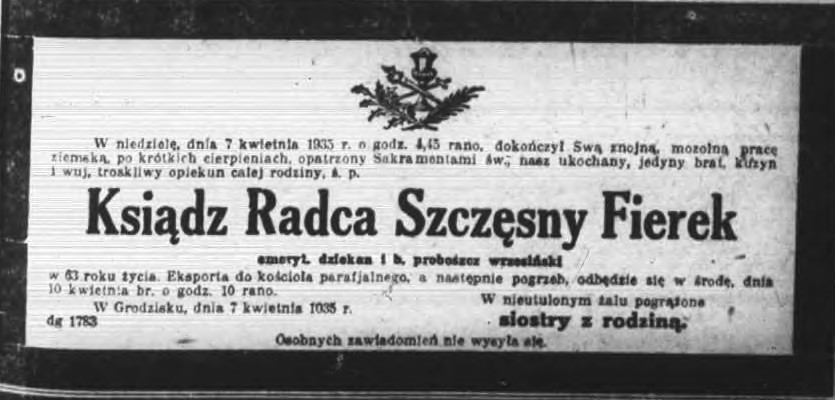 W niedzielę, dnia 7 kwietnia 1935 r. o godz. 4,45 rano, dokończył Swą znojną, mozolną pracę
ziemską, po krótkich cierpieniach, opatrzony Sakramentami św., nasz ukochany, jedyny brat, kuzyn
i wuj, troskliwy opiekun całej rodziny, ś. p.
Ksiądz Radca Szczęsny Fierek
emeryt. dziekan i b. proboszcz wrzesiński
w 63 roku życia. Eksporta do kościoła parafjalnego, a następnie pogrzeb, odbędzie się w środę, dnia
10 kwietnia br. o godz. 10 rano.
W Grodzisku, dnia 7 kwietnia 1935 r.
W nieutulonym żalu pogrążone
siostry z rodziną.
dg 1783
Osobnych zawiadomień nie wysyła się.